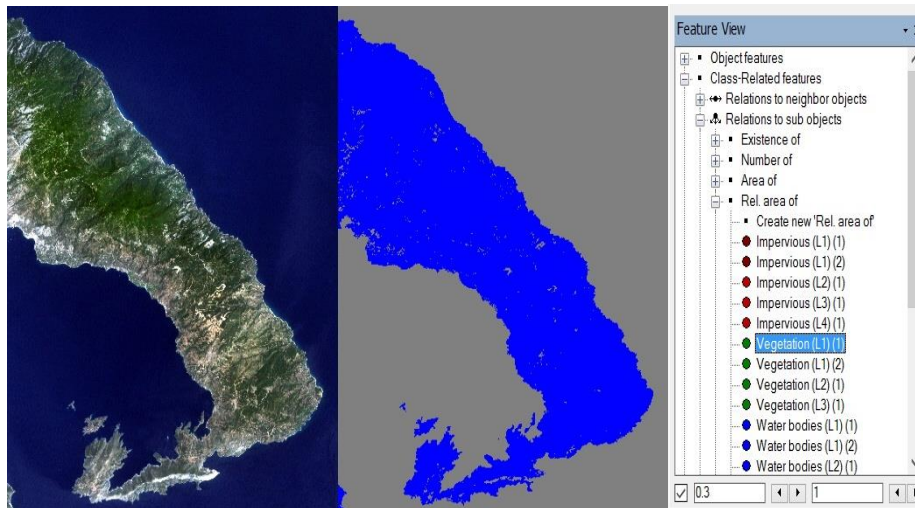 Feature View
Object features
Class-Related features
Relations to neighbor objects
Relations to sub objects
Existence of
Number of
Area of
Rel. area of
Create new 'Rel. area of'
Impervious (L1) (1)
Impervious (L1) (2)
Impervious (L2) (1)
Impervious (L3) (1)
Impervious (L4) (1)
Vegetation (L1) (1)
Vegetation (L1) (2)
Vegetation (L2) (1)
Vegetation (L3) (1)
Water bodies (L1) (1)
Water bodies (L1) (2)
Water bodies (L2) (1)
0.3 1